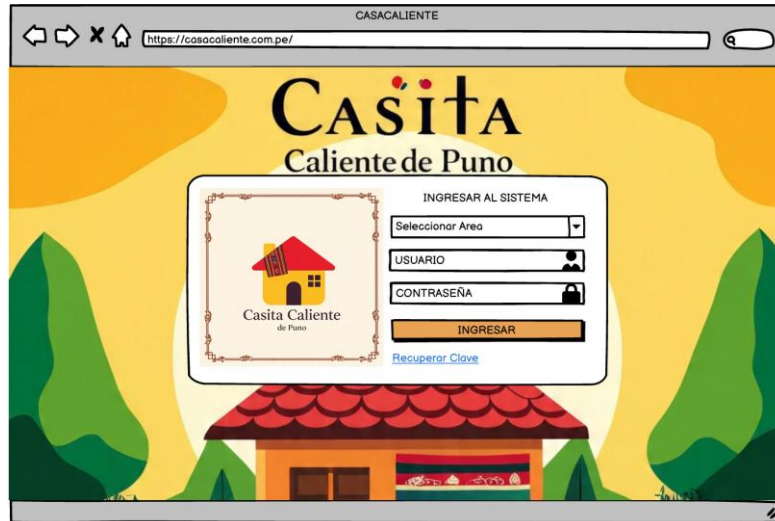 CASACALIENTE
https://casacaliente.com.pe/
CASITA
Caliente de Puno
INGRESAR AL SISTEMA
Seleccionar Area
USUARIO
CONTRASEÑA
INGRESAR
Recuperar Clave
Casita Caliente
de Puno